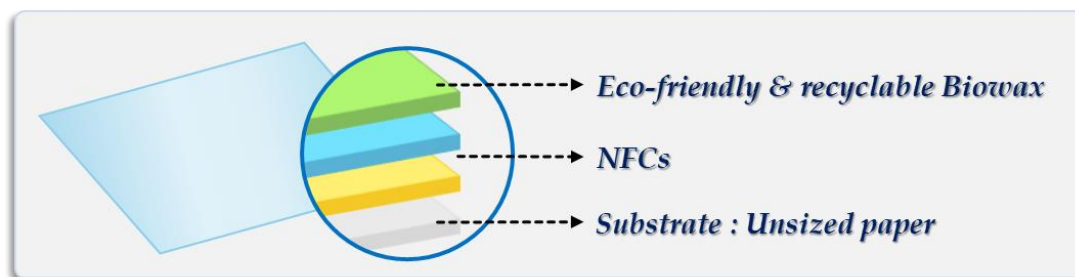 Eco-friendly & recyclable Biowax
NFCs
Substrate : Unsized paper